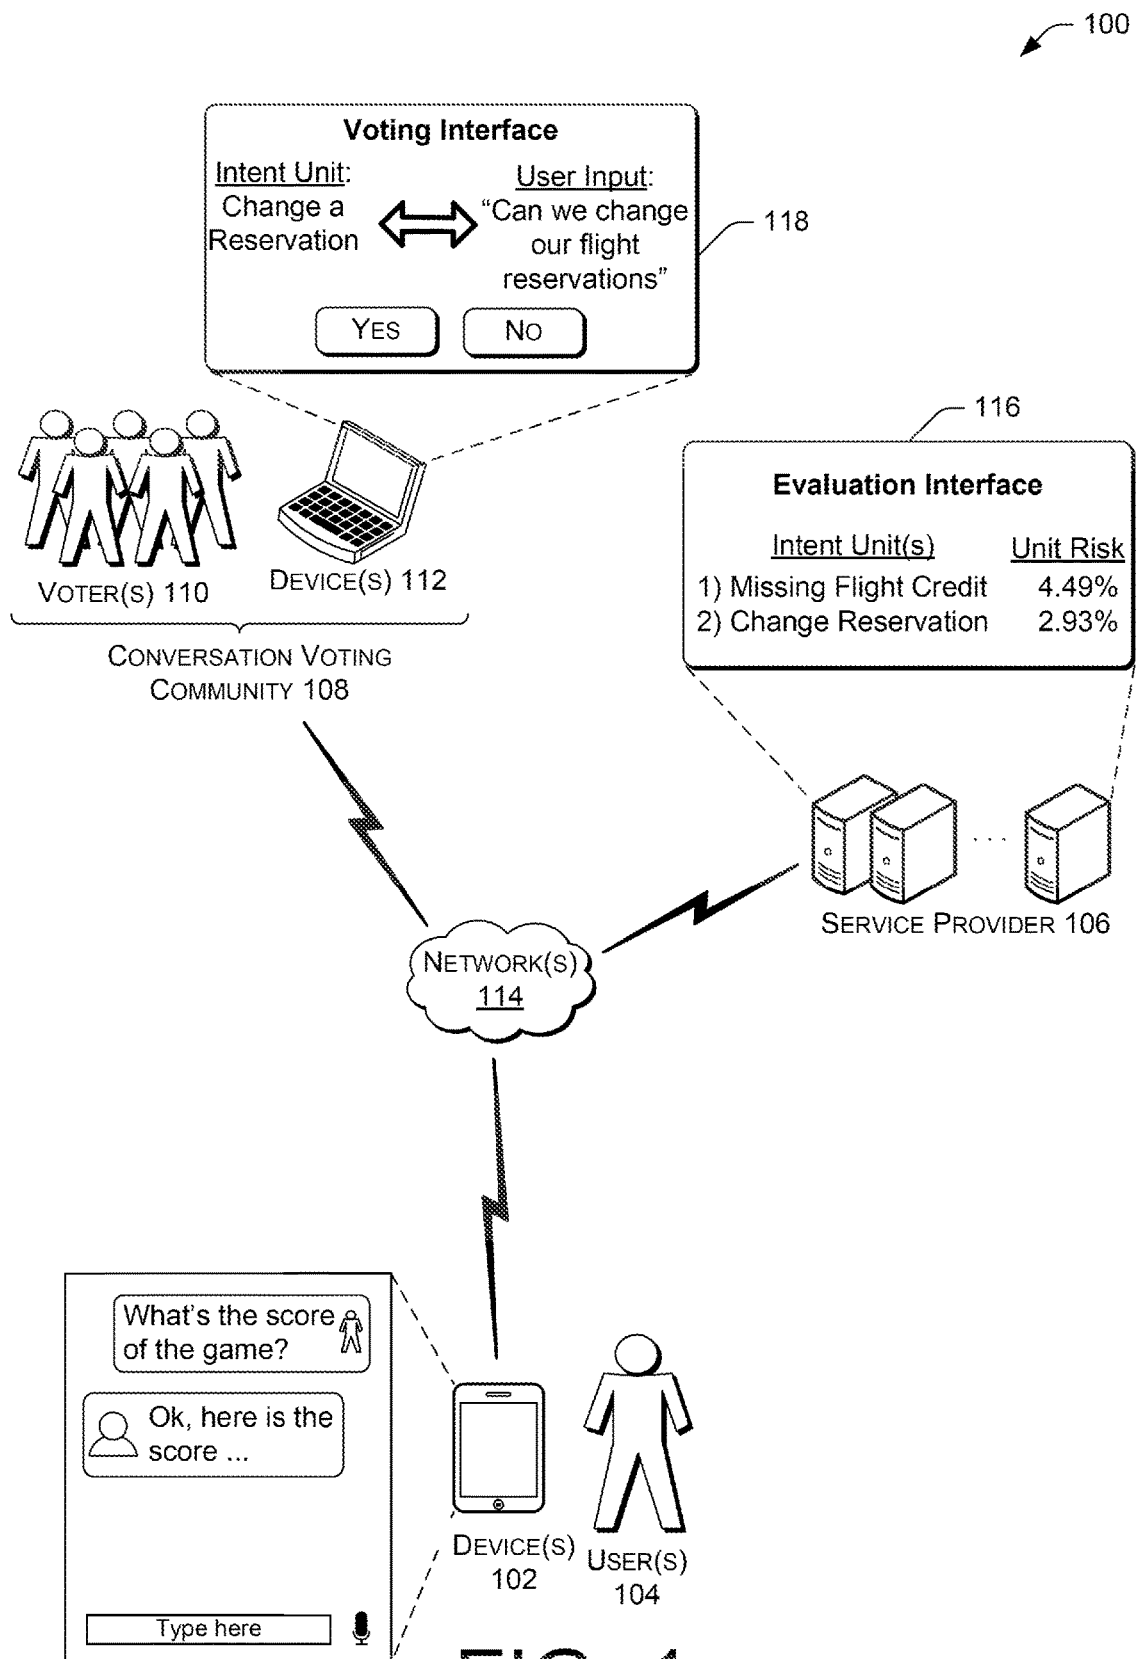 100
Voting Interface
Intent Unit:
Change a
Reservation
User Input:
“Can we change
our flight
reservations”
YES
NO
118
116
Evaluation Interface
Intent Unit(s) Unit Risk
1) Missing Flight Credit 4.49%
2) Change Reservation 2.93%
VOTER(S) 110
DEVICE(S) 112
CONVERSATION VOTING
COMMUNITY 108
SERVICE PROVIDER 106
NETWORK(S)
114
What's the score
of the game?
Ok, here is the
score ...
Type here
DEVICE(S)
102
USER(S)
104